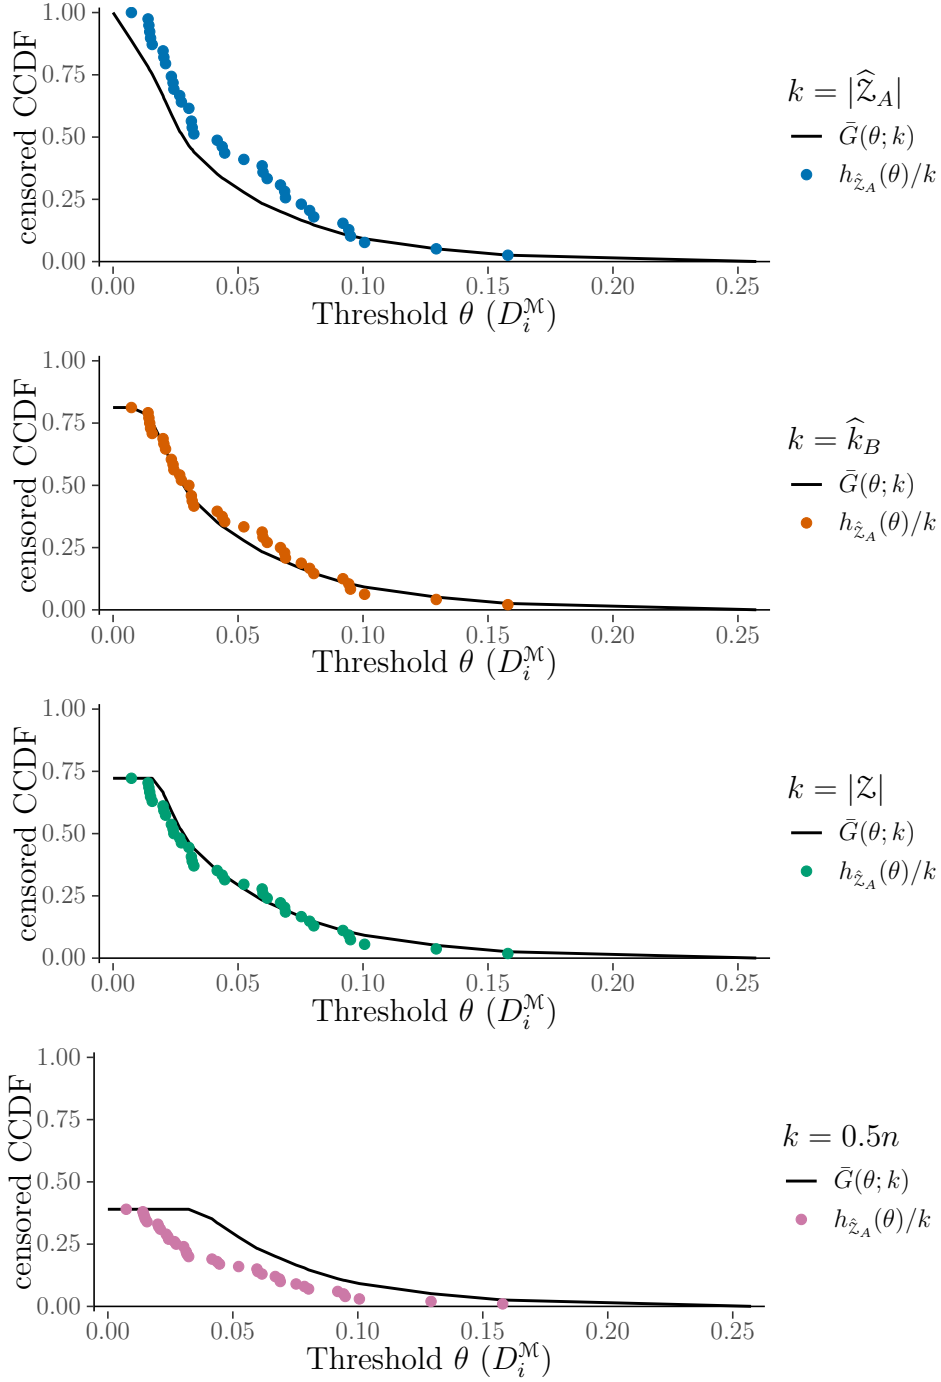 1.00
0.75
0.50
0.25
0.00
censored CCDF
0.00 0.05 0.10 0.15 0.20 0.25
Threshold θ (D_i^ℳ)
k = |𝒵̂_A|
Ḡ(θ; k)
h_{𝒵̂_A}(θ)/k
1.00
0.75
0.50
0.25
0.00
censored CCDF
0.00 0.05 0.10 0.15 0.20 0.25
Threshold θ (D_i^ℳ)
k = k̂_B
Ḡ(θ; k)
h_{𝒵̂_A}(θ)/k
1.00
0.75
0.50
0.25
0.00
censored CCDF
0.00 0.05 0.10 0.15 0.20 0.25
Threshold θ (D_i^ℳ)
k = |𝒵|
Ḡ(θ; k)
h_{𝒵̂_A}(θ)/k
1.00
0.75
0.50
0.25
0.00
censored CCDF
0.00 0.05 0.10 0.15 0.20 0.25
Threshold θ (D_i^ℳ)
k = 0.5n
Ḡ(θ; k)
h_{𝒵̂_A}(θ)/k